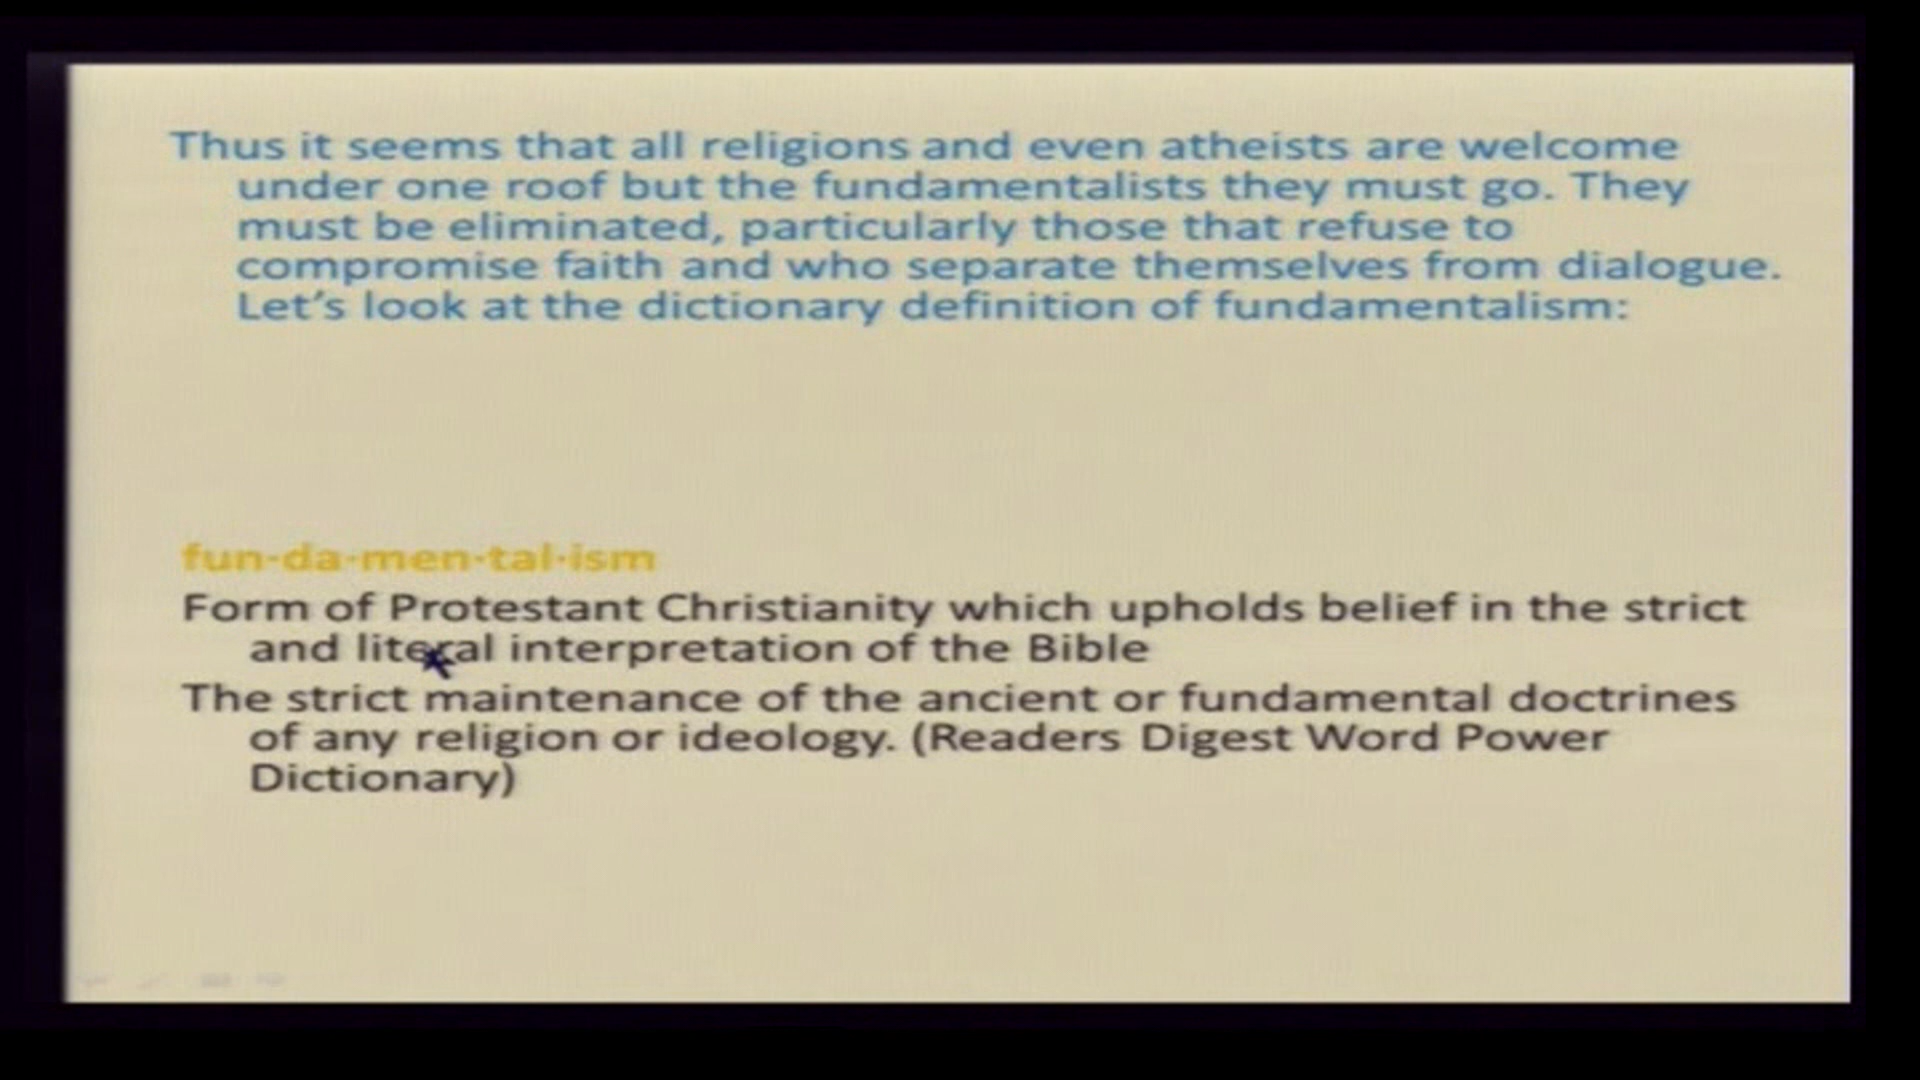 Thus it seems that all religions and even atheists are welcome
under one roof but the fundamentalists they must go. They
must be eliminated, particularly those that refuse to
compromise faith and who separate themselves from dialogue.
Let's look at the dictionary definition of fundamentalism:
fun·da·men·tal·ism
Form of Protestant Christianity which upholds belief in the strict
and literal interpretation of the Bible
The strict maintenance of the ancient or fundamental doctrines
of any religion or ideology. (Readers Digest Word Power
Dictionary)